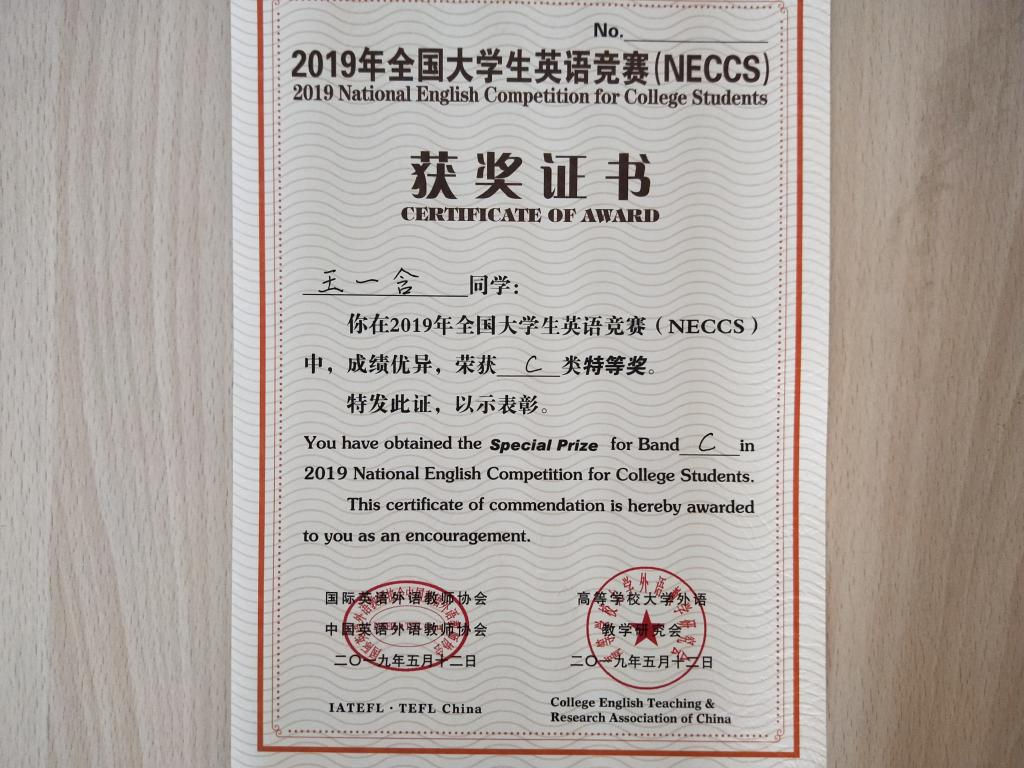 No.
2019年全国大学生英语竞赛(NECCS)
2019 National English Competition for College Students
获奖证书
CERTIFICATE OF AWARD
王一含 同学:
你在2019年全国大学生英语竞赛(NECCS)
中,成绩优异,荣获 C 类特等奖。
特发此证,以示表彰。
You have obtained the Special Prize for Band C in
2019 National English Competition for College Students.
This certificate of commendation is hereby awarded
to you as an encouragement.
国际英语外语教师协会
中国英语外语教师协会
二〇一九年五月十二日
IATEFL · TEFL China
高等学校大学外语
教学研究会
二〇一九年五月十二日
College English Teaching &
Research Association of China